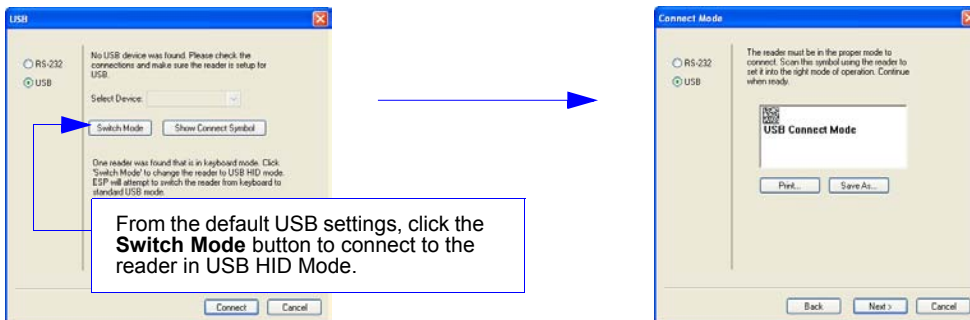 USB
RS-232
USB
No USB device was found. Please check the
connections and make sure the reader is setup for
USB.
Select Device:
Switch Mode
Show Connect Symbol
One reader was found that is in keyboard mode. Click
'Switch Mode' to change the reader to USB HID mode.
ESP will attempt to switch the reader from keyboard to
standard USB mode.
From the default USB settings, click the
Switch Mode button to connect to the
reader in USB HID Mode.
Connect
Cancel
Connect Mode
RS-232
USB
The reader must be in the proper mode to
connect. Scan this symbol using the reader to
set it into the right mode of operation. Continue
when ready.
USB Connect Mode
Print...
Save As...
Back
Next >
Cancel